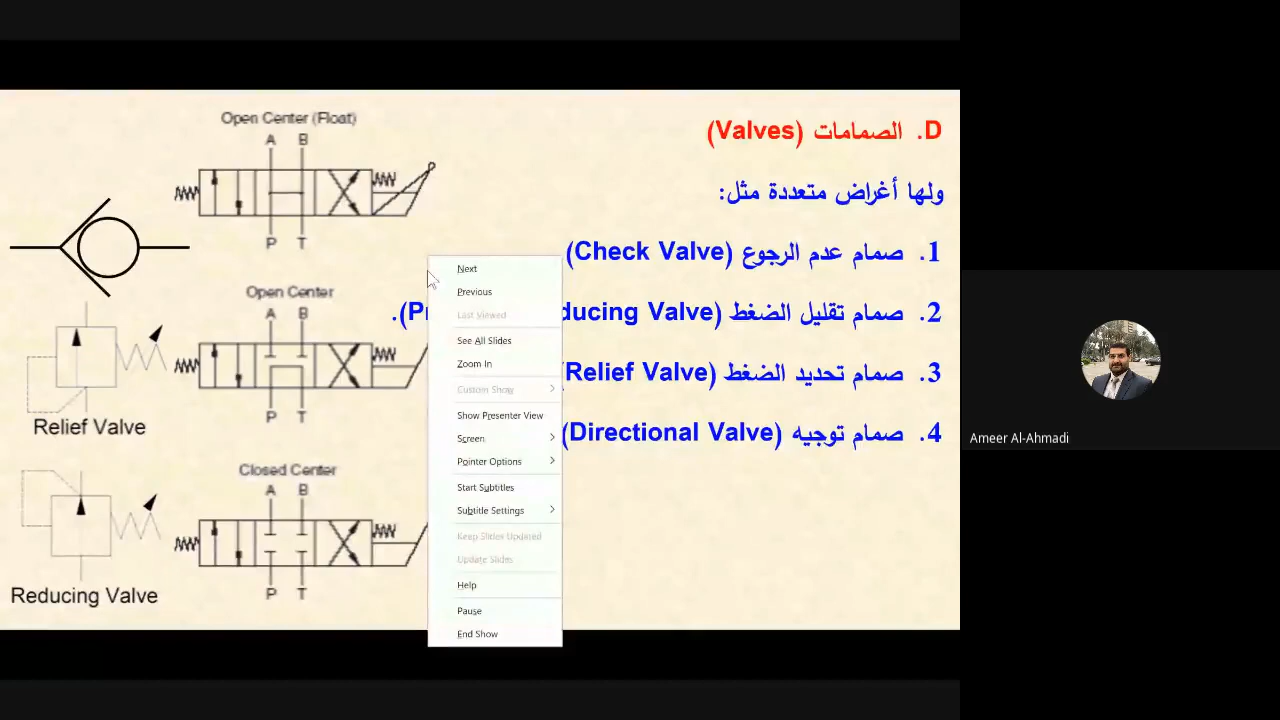 D. الصمامات (Valves)
ولها أغراض متعددة مثل:
1. صمام عدم الرجوع (Check Valve)
2. صمام تقليل الضغط (Pr ducing Valve).
3. صمام تحديد الضغط (Relief Valve)
4. صمام توجيه (Directional Valve)
Open Center (Float)
A B
P T
Open Center
A B
P T
Relief Valve
Closed Center
A B
P T
Reducing Valve
Next
Previous
Last Viewed
See All Slides
Zoom In
Custom Show
Show Presenter View
Screen
Pointer Options
Start Subtitles
Subtitle Settings
Keep Slides Updated
Update Slides
Help
Pause
End Show
Ameer Al-Ahmadi